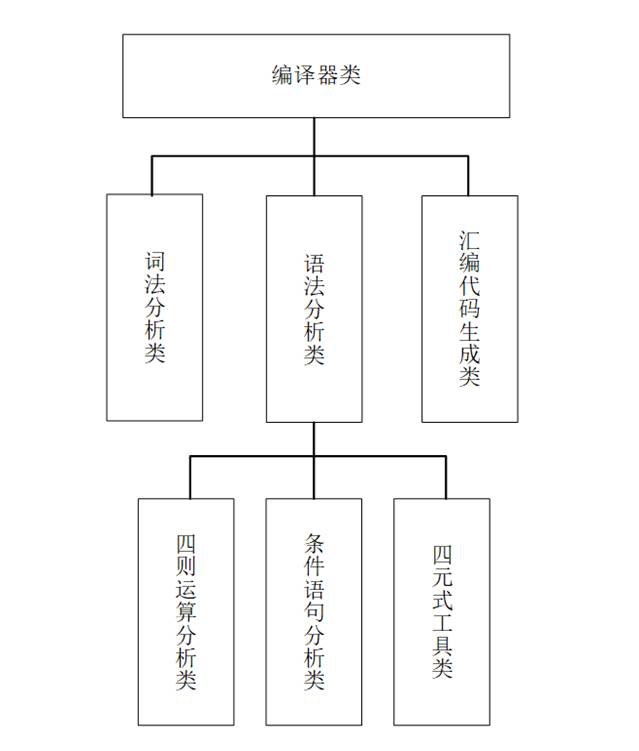 编译器类
词法分析类
语法分析类
汇编代码生成类
四则运算分析类
条件语句分析类
四元式工具类